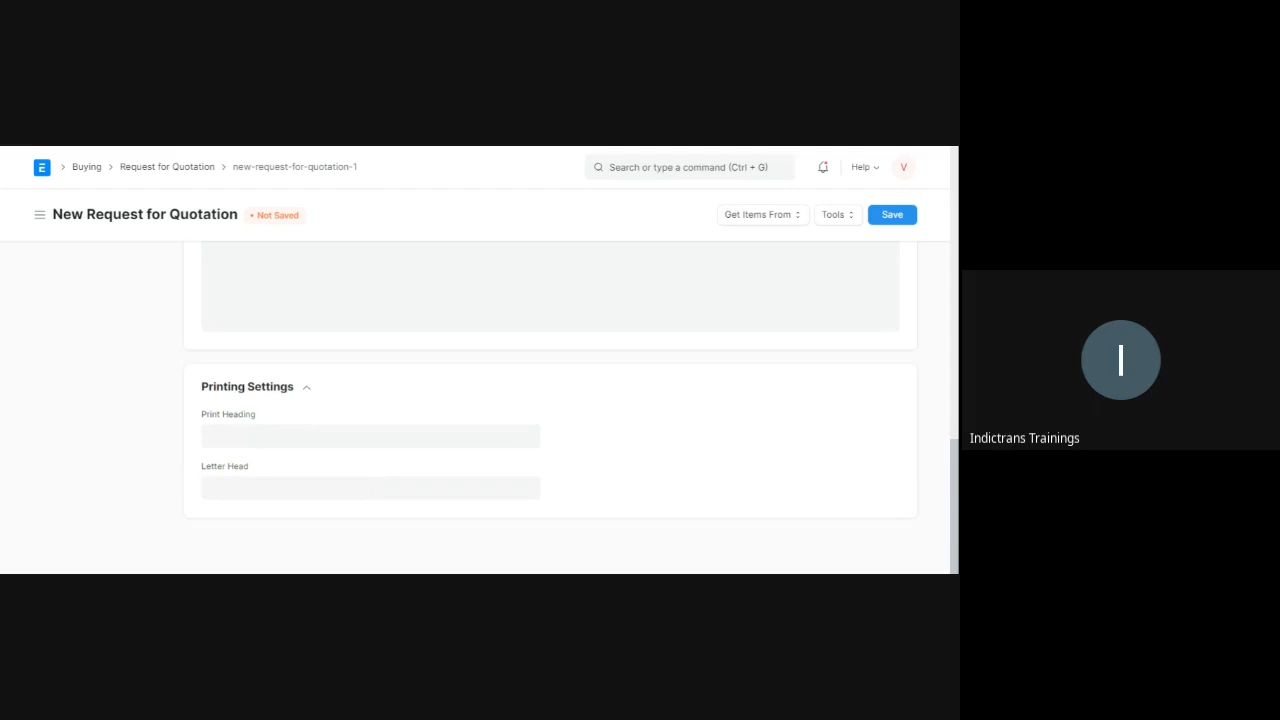 Buying
Request for Quotation
new-request-for-quotation-1
Search or type a command (Ctrl + G)
Help
V
New Request for Quotation
• Not Saved
Get Items From
Tools
Save
Printing Settings
Print Heading
Letter Head
I
Indictrans Trainings